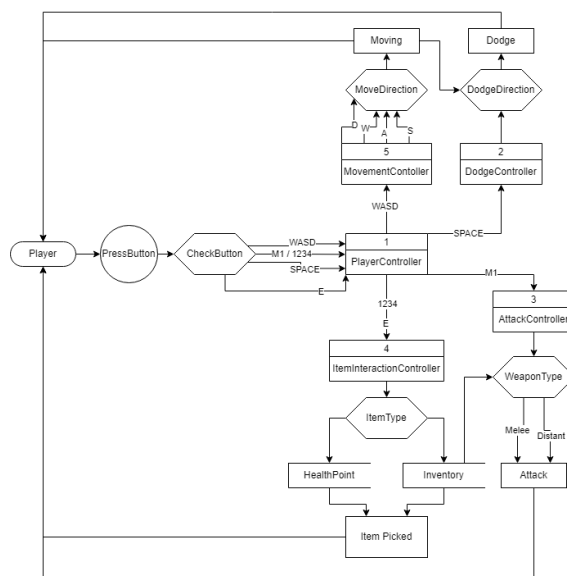 Moving
Dodge
MoveDirection
DodgeDirection
D
W
A
S
5
MovementContoller
2
DodgeController
WASD
SPACE
Player
PressButton
CheckButton
WASD
M1 / 1234
SPACE
E
1
PlayerController
M1
3
AttackController
1234
E
4
ItemInteractionController
WeaponType
ItemType
Melee
Distant
HealthPoint
Inventory
Attack
Item Picked